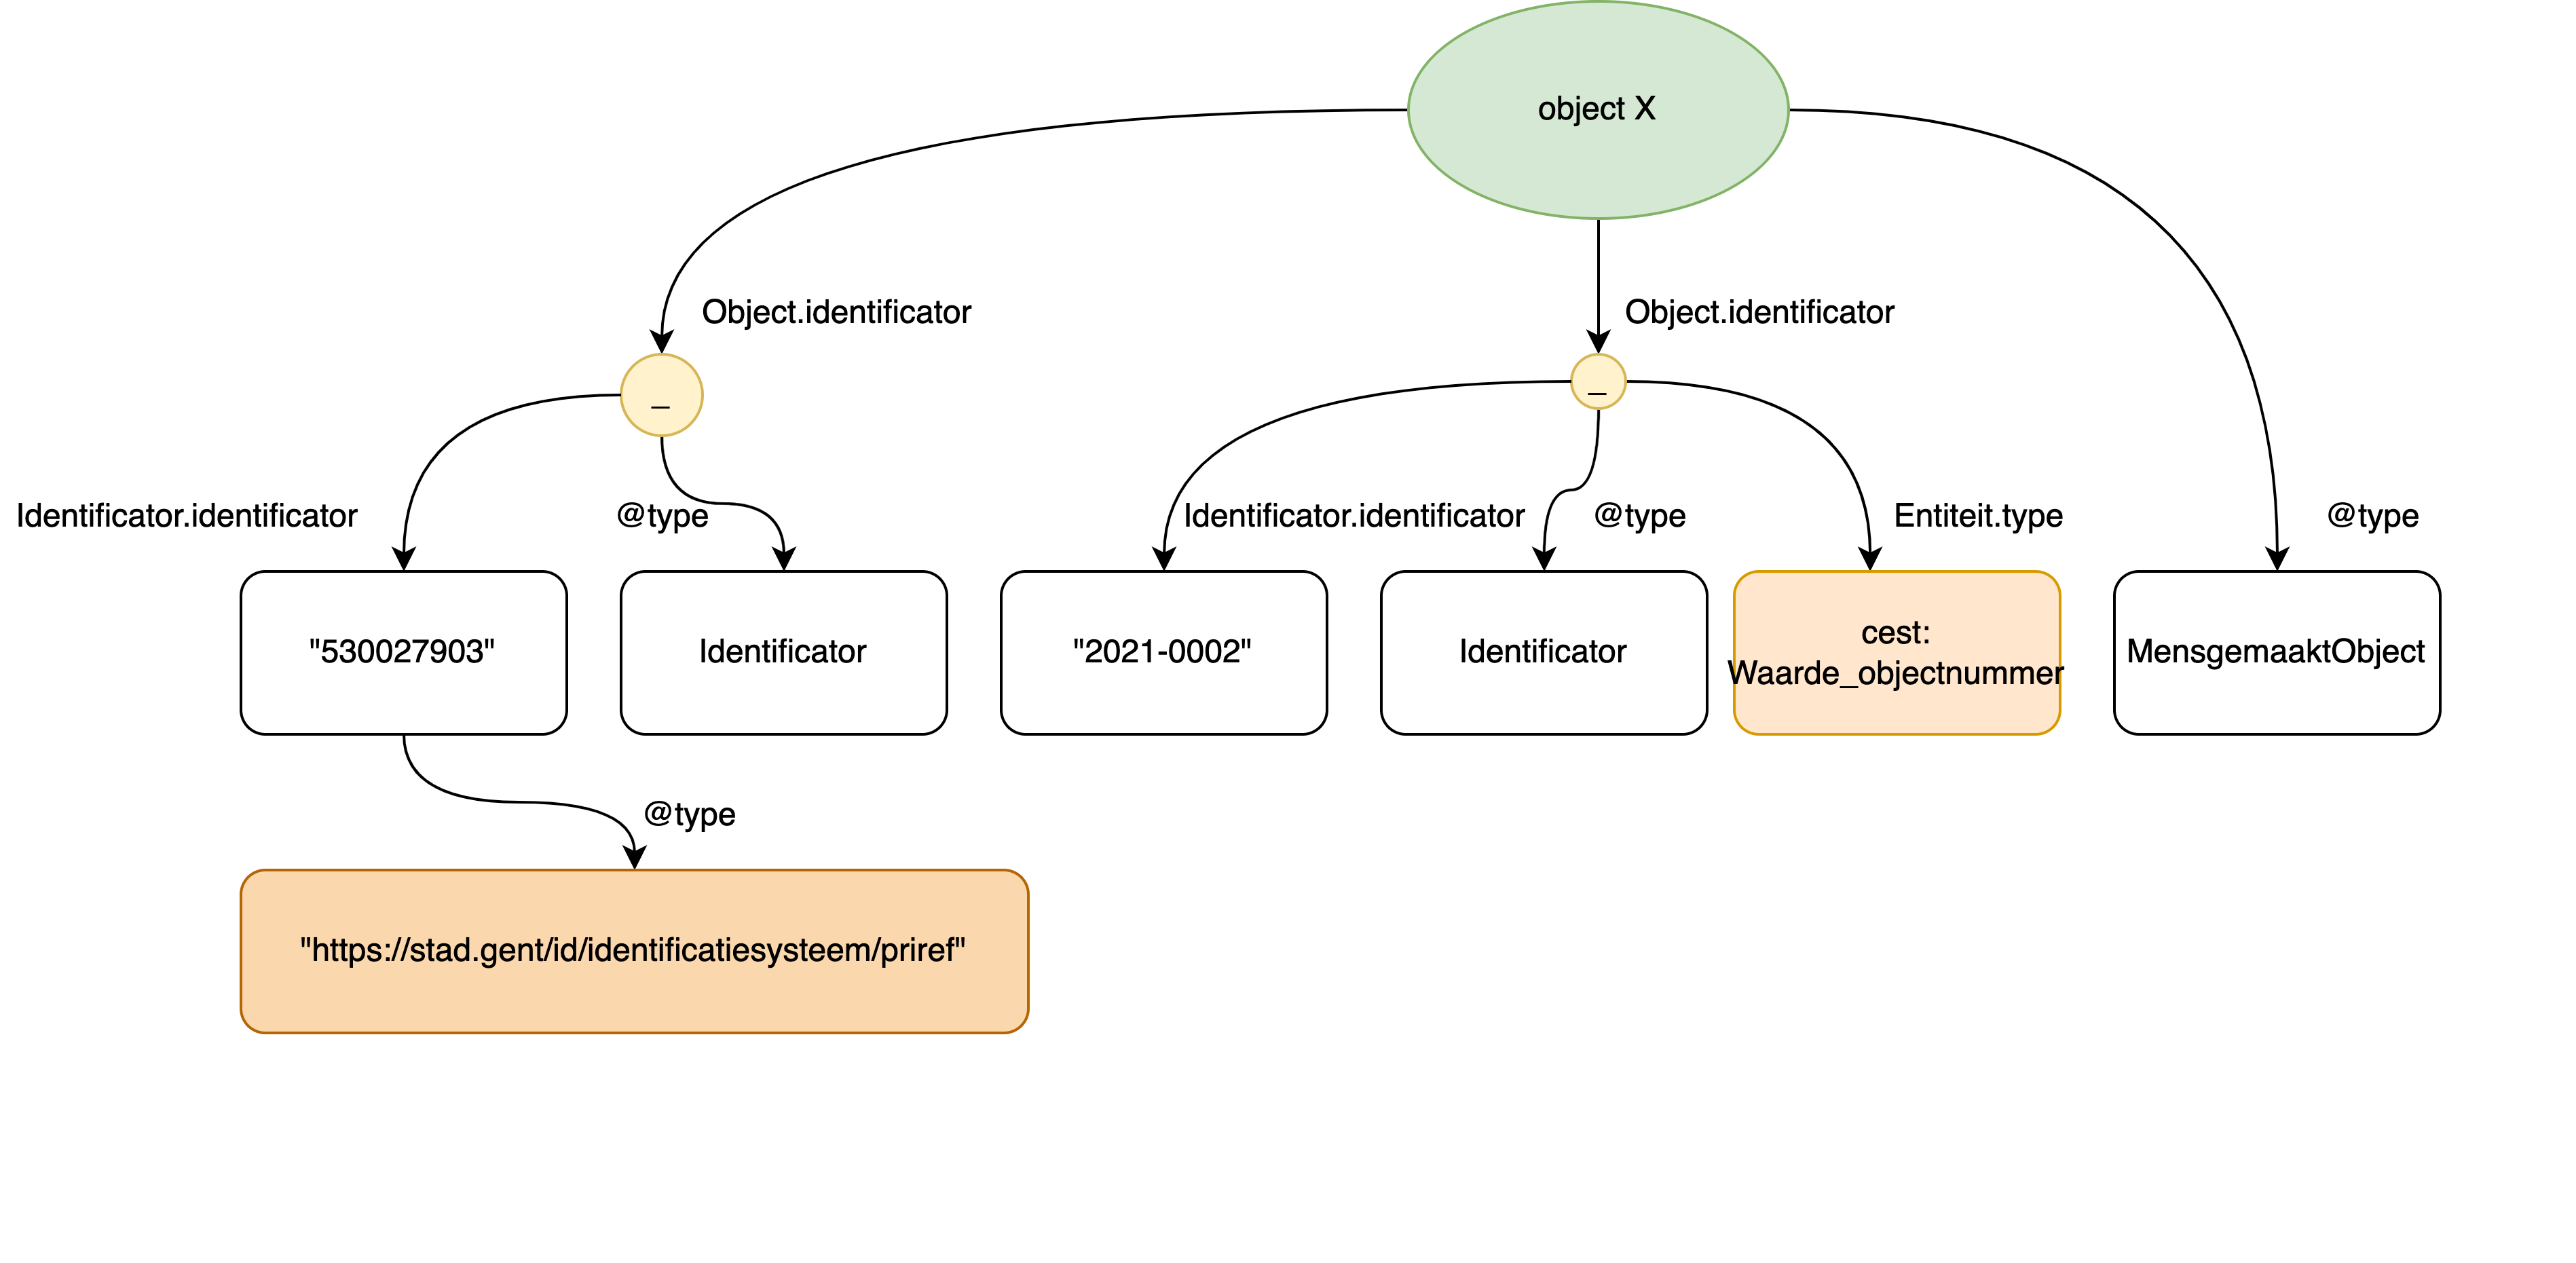 object X
Object.identificator
Object.identificator
_
_
Identificator.identificator
@type
Identificator.identificator
@type
Entiteit.type
@type
"530027903"
Identificator
"2021-0002"
Identificator
cest:
Waarde_objectnummer
MensgemaaktObject
@type
"https://stad.gent/id/identificatiesysteem/priref"